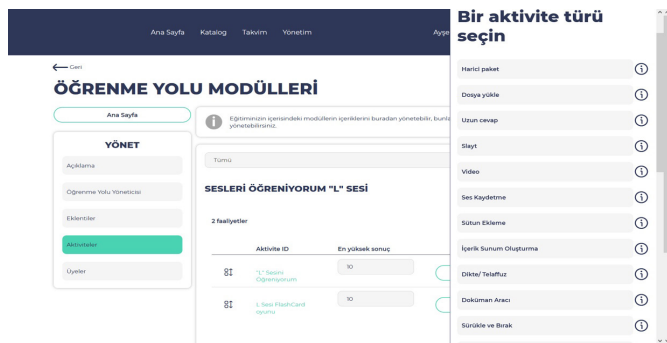 Ana Sayfa Katalog Takvim Yönetim Ayşe
Geri
ÖĞRENME YOLU MODÜLLERİ
Ana Sayfa
YÖNET
Açıklama
Öğrenme Yolu Yöneticisi
Eklentiler
Aktiviteler
Üyeler
Eğitiminizin içerisindeki modüllerin içeriklerini buradan yönetebilir, bunla
yönetebilirsiniz.
Tümü
SESLERİ ÖĞRENİYORUM "L" SESİ
2 faaliyetler
Aktivite ID En yüksek sonuç
"L" Sesini
Öğreniyorum
10
L Sesi FlashCard
oyunu
10
Bir aktivite türü
seçin
Harici paket
Dosya yükle
Uzun cevap
Slayt
Video
Ses Kaydetme
Sütun Ekleme
İçerik Sunum Oluşturma
Dikte/ Telaffuz
Doküman Aracı
Sürükle ve Bırak